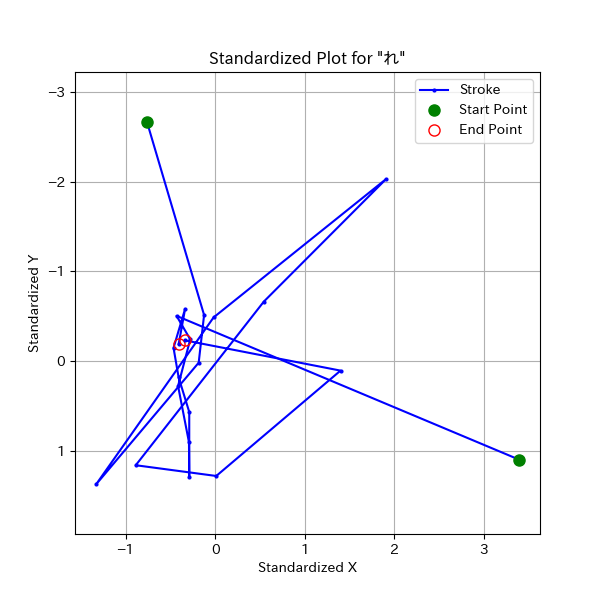 Standardized Plot for "れ"
Stroke
Start Point
End Point
Standardized Y
−3
−2
−1
0
1
−1 0 1 2 3
Standardized X